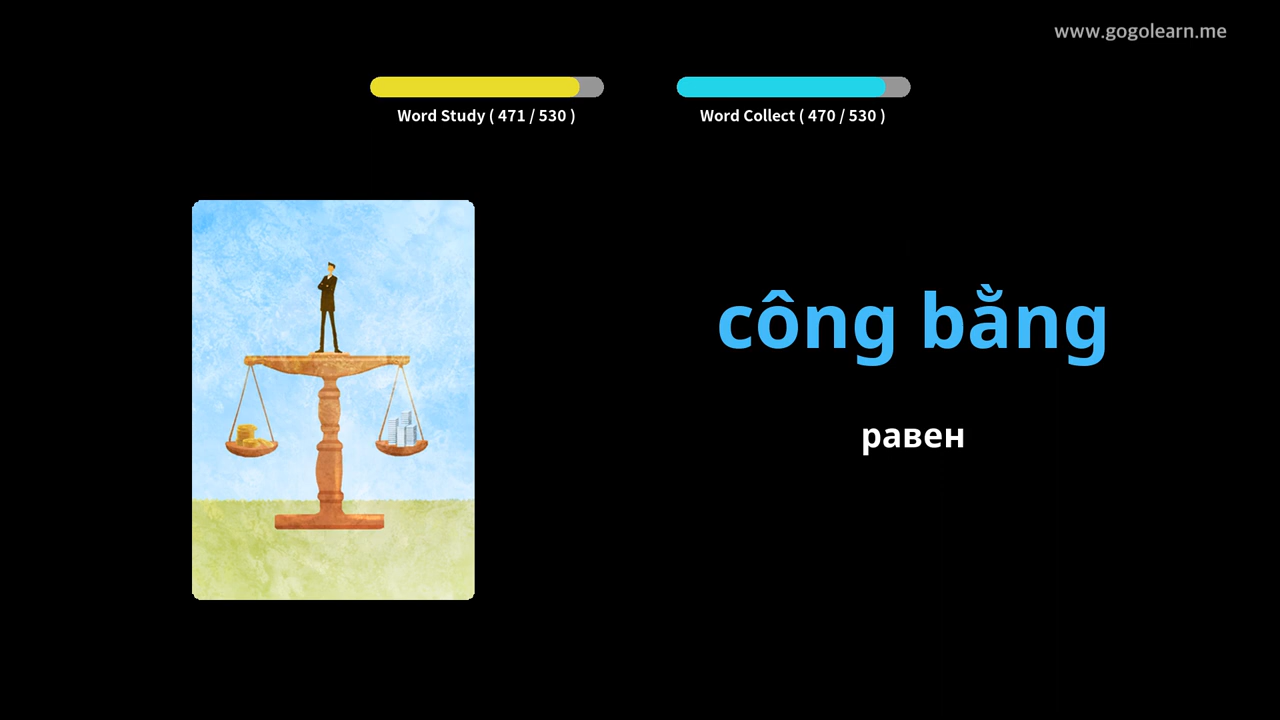 www.gogolearn.me
Word Study ( 471 / 530 )
Word Collect ( 470 / 530 )
công bằng
равен